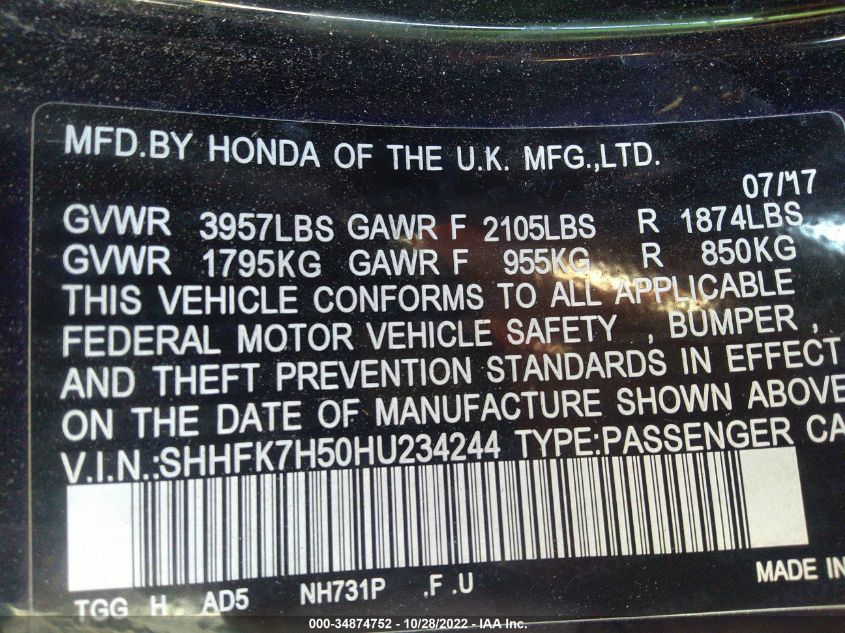 MFD.BY HONDA OF THE U.K. MFG.,LTD.
07/17
GVWR 3957LBS GAWR F 2105LBS R 1874LBS
GVWR 1795KG GAWR F 955KG R 850KG
THIS VEHICLE CONFORMS TO ALL APPLICABLE
FEDERAL MOTOR VEHICLE SAFETY , BUMPER ,
AND THEFT PREVENTION STANDARDS IN EFFECT
ON THE DATE OF MANUFACTURE SHOWN ABOVE
V.I.N.:SHHFK7H50HU234244 TYPE:PASSENGER CA
MADE IN
TGG H AD5 NH731P .F .U
000-34874752 - 10/28/2022 - IAA Inc.